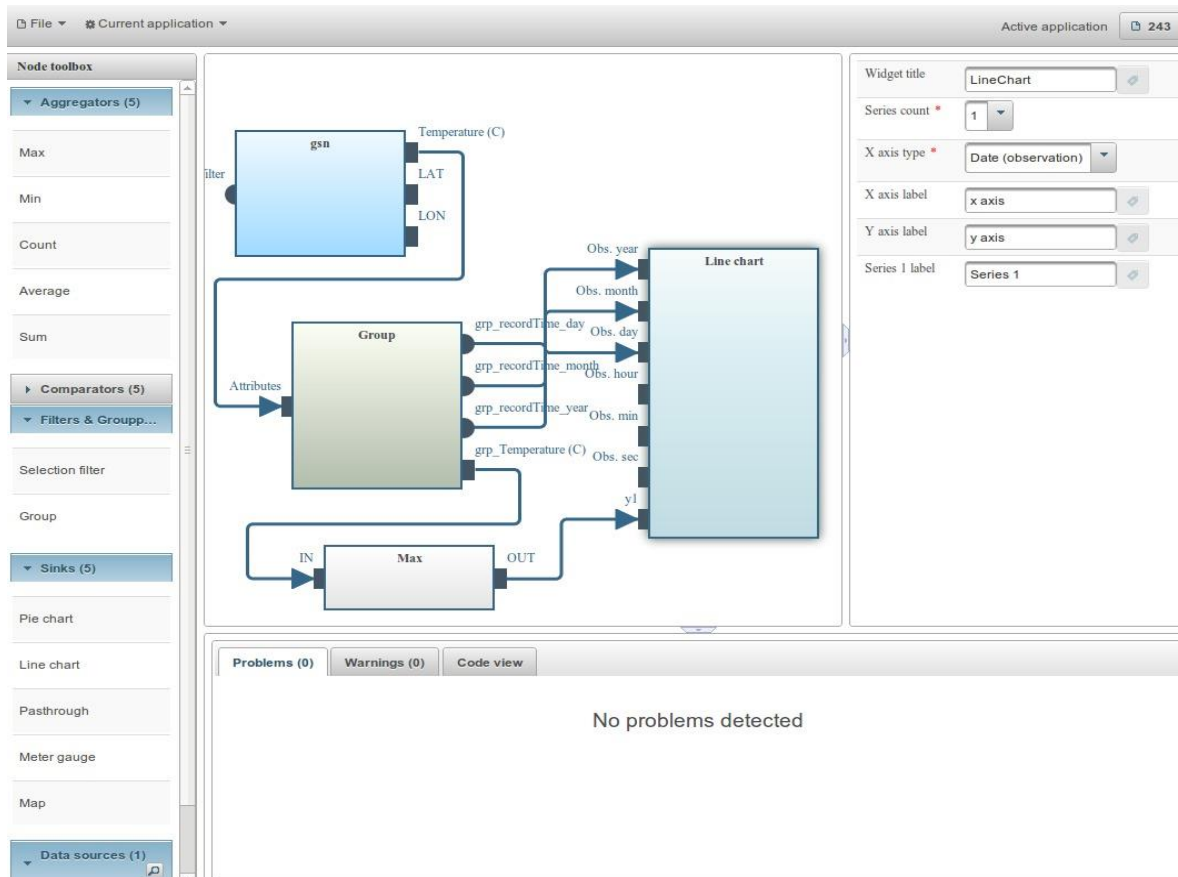 File
Current application
Active application
243
Node toolbox
Aggregators (5)
Max
Min
Count
Average
Sum
Comparators (5)
Filters & Groupp...
Selection filter
Group
Sinks (5)
Pie chart
Line chart
Pasthrough
Meter gauge
Map
Data sources (1)
gsn
ilter
Temperature (C)
LAT
LON
Group
Attributes
grp_recordTime_day
grp_recordTime_month
grp_recordTime_year
grp_Temperature (C)
Max
IN
OUT
Line chart
Obs. year
Obs. month
Obs. day
Obs. hour
Obs. min
Obs. sec
y1
Widget title
LineChart
Series count *
1
X axis type *
Date (observation)
X axis label
x axis
Y axis label
y axis
Series 1 label
Series 1
Problems (0)
Warnings (0)
Code view
No problems detected